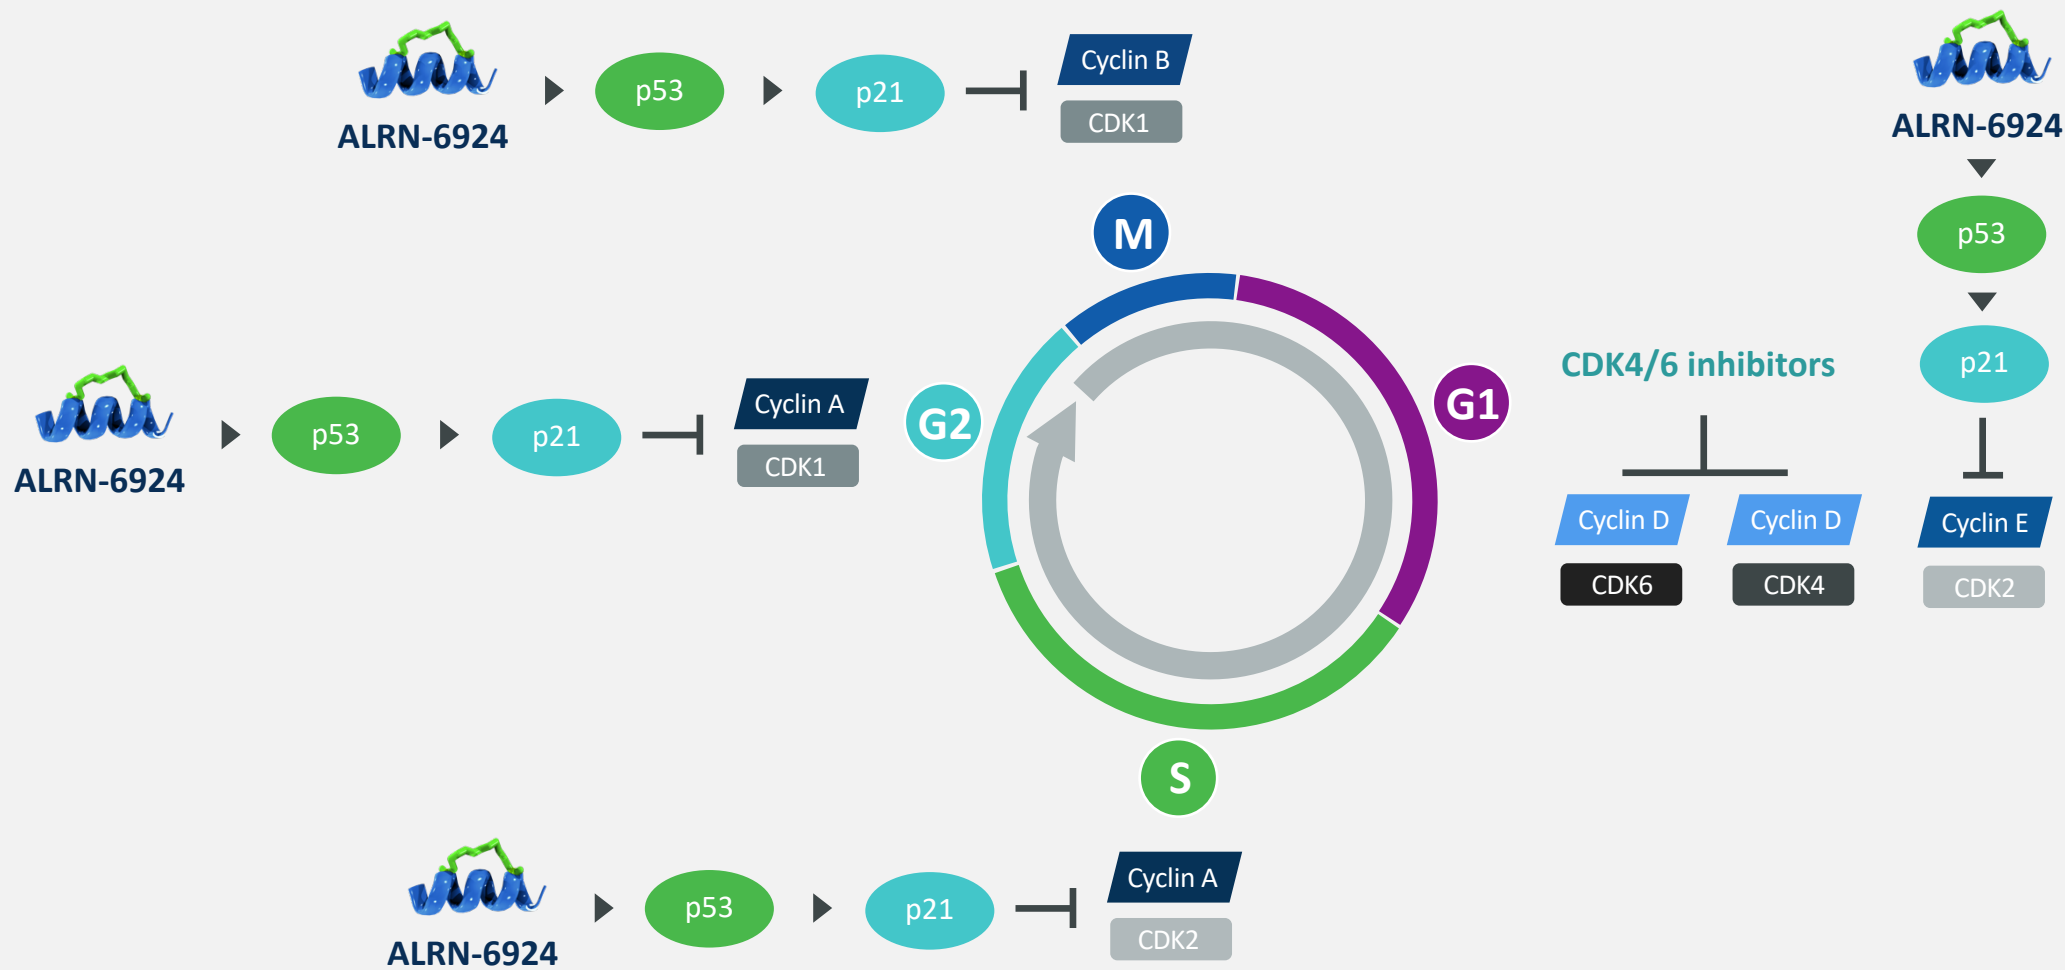 Cyclin B
p53
p21
CDK1
ALRN-6924
ALRN-6924
p53
M
CDK4/6 inhibitors
p21
G1
Cyclin A
G2
p53
p21
CDK1
ALRN-6924
Cyclin D
Cyclin D
Cyclin E
CDK6
CDK4
CDK2
S
Cyclin A
p53
p21
CDK2
ALRN-6924